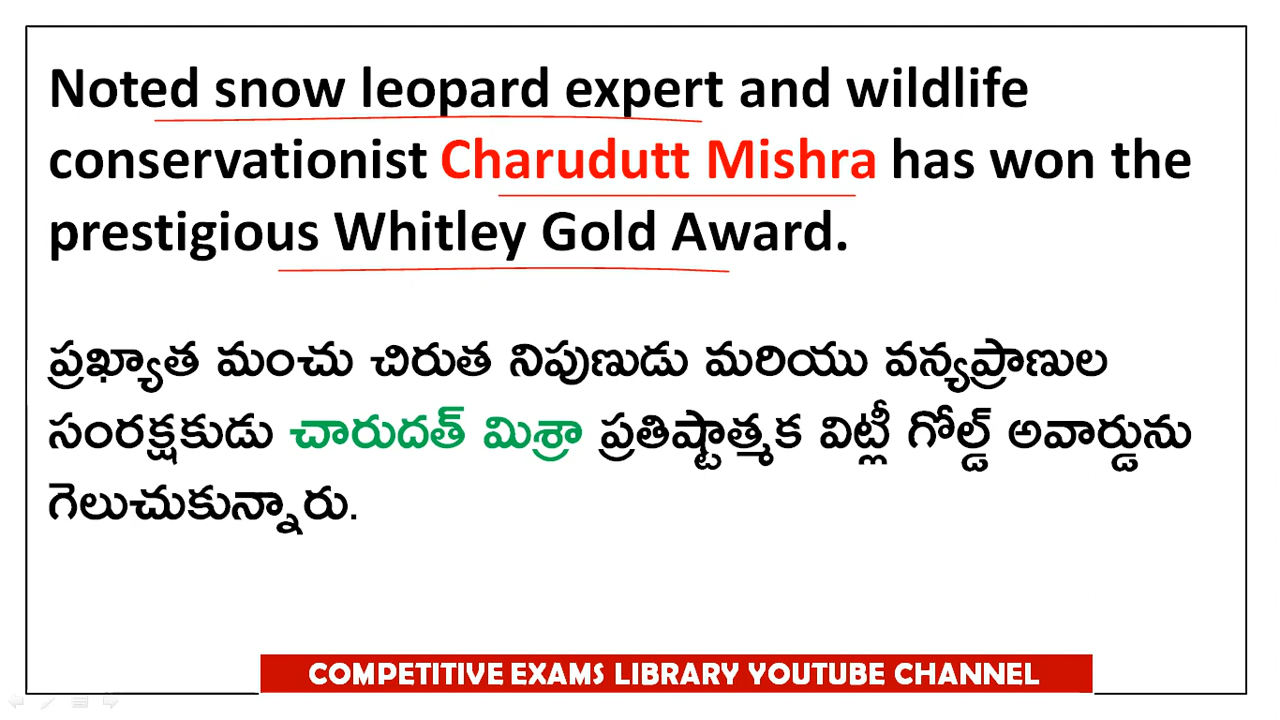 Noted snow leopard expert and wildlife
conservationist Charudutt Mishra has won the
prestigious Whitley Gold Award.
ప్రఖ్యాత మంచు చిరుత నిపుణుడు మరియు వన్యప్రాణుల
సంరక్షకుడు చారుదత్ మిశ్రా ప్రతిష్టాత్మక విట్లీ గోల్డ్ అవార్డును
గెలుచుకున్నారు.
COMPETITIVE EXAMS LIBRARY YOUTUBE CHANNEL